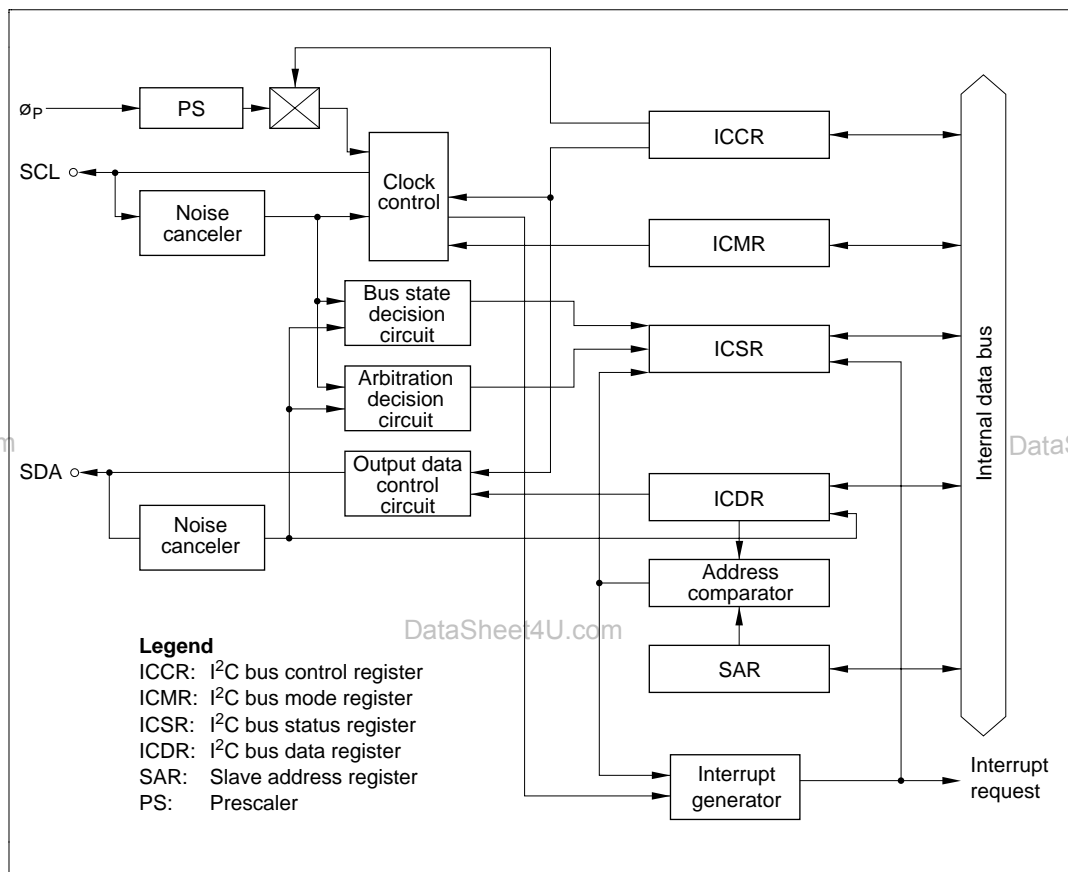 øP
PS
ICCR
SCL
Clock
control
Noise
canceler
ICMR
Bus state
decision
circuit
ICSR
Arbitration
decision
circuit
Internal data bus
m
DataS
SDA
Output data
control
circuit
ICDR
Noise
canceler
Address
comparator
DataSheet4U.com
SAR
Legend
ICCR: I²C bus control register
ICMR: I²C bus mode register
ICSR: I²C bus status register
ICDR: I²C bus data register
SAR: Slave address register
PS: Prescaler
Interrupt
generator
Interrupt
request